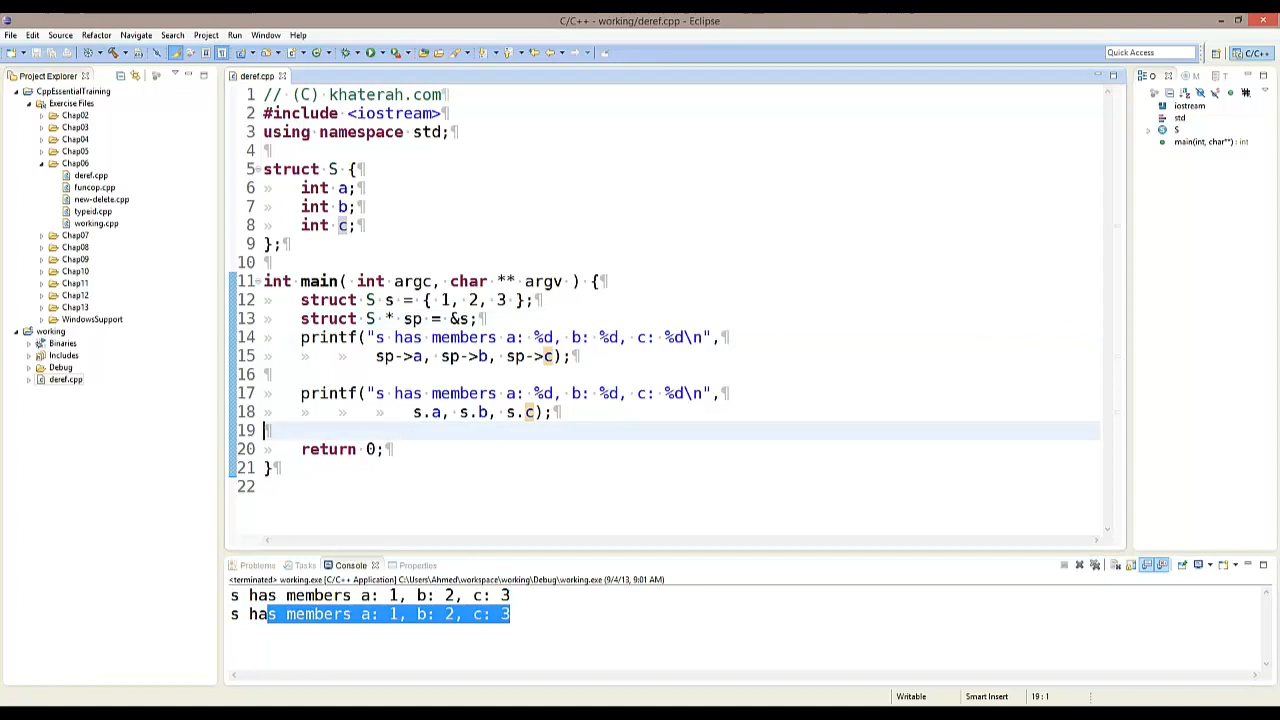 C/C++ - working/deref.cpp - Eclipse
File Edit Source Refactor Navigate Search Project Run Window Help
Quick Access
C/C++
Project Explorer
CppEssentialTraining
Exercise Files
Chap02
Chap03
Chap04
Chap05
Chap06
deref.cpp
funcop.cpp
new-delete.cpp
typeid.cpp
working.cpp
Chap07
Chap08
Chap09
Chap10
Chap11
Chap12
Chap13
WindowsSupport
working
Binaries
Includes
Debug
deref.cpp
deref.cpp
1 // (C) khaterah.com
2 #include <iostream>
3 using namespace std;
4
5 struct S {
6 int a;
7 int b;
8 int c;
9 };
10
11 int main( int argc, char ** argv ) {
12 struct S s = { 1, 2, 3 };
13 struct S * sp = &s;
14 printf("s has members a: %d, b: %d, c: %d\n",
15 sp->a, sp->b, sp->c);
16
17 printf("s has members a: %d, b: %d, c: %d\n",
18 s.a, s.b, s.c);
19
20 return 0;
21 }
22
O M T
iostream
std
S
main(int, char**) : int
Problems Tasks Console Properties
<terminated> working.exe [C/C++ Application] C:\Users\Ahmed\workspace\working\Debug\working.exe (9/4/13, 9:01 AM)
s has members a: 1, b: 2, c: 3
s has members a: 1, b: 2, c: 3
Writable Smart Insert 19 : 1